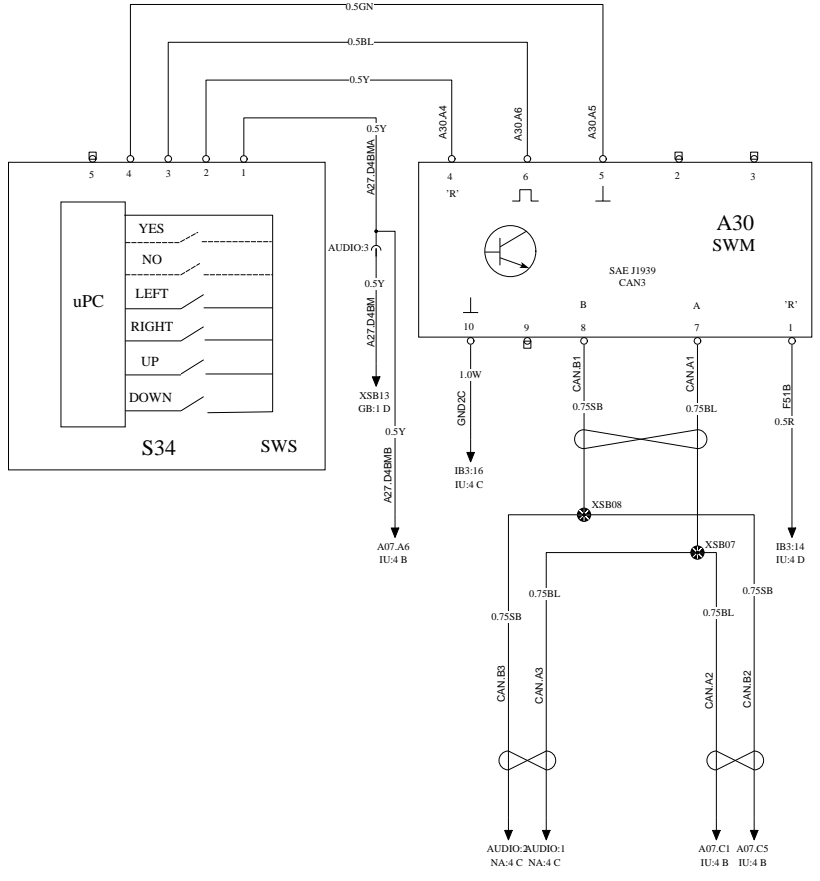 0.5GN
0.5BL
0.5Y
0.5Y
A27.D4BMA
A30.A4
A30.A6
A30.A5
5
4
3
2
1
4
6
5
2
3
'R'
YES
NO
LEFT
RIGHT
UP
DOWN
uPC
S34
SWS
AUDIO:3
0.5Y
A27.D4BM
XSB13
GB:1 D
0.5Y
A27.D4BMB
A07.A6
IU:4 B
A30
SWM
SAE J1939
CAN3
B
A
'R'
10
9
8
7
1
1.0W
GND2C
IB3:16
IU:4 C
CAN.B1
0.75SB
CAN.A1
0.75BL
F51B
0.5R
IB3:14
IU:4 D
XSB08
XSB07
0.75SB
0.75BL
0.75BL
0.75SB
CAN.B3
CAN.A3
CAN.A2
CAN.B2
AUDIO:2
NA:4 C
AUDIO:1
NA:4 C
A07.C1
IU:4 B
A07.C5
IU:4 B